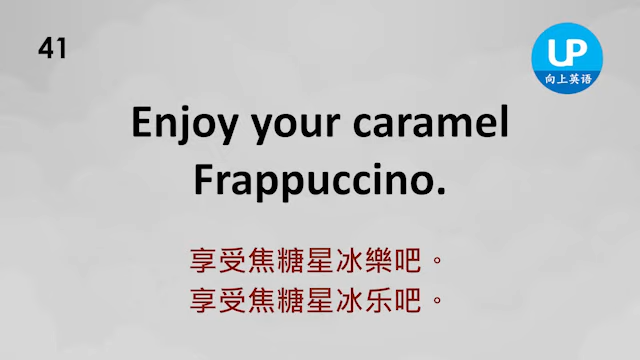 41
UP
向上英语
Enjoy your caramel
Frappuccino.
享受焦糖星冰樂吧。
享受焦糖星冰乐吧。